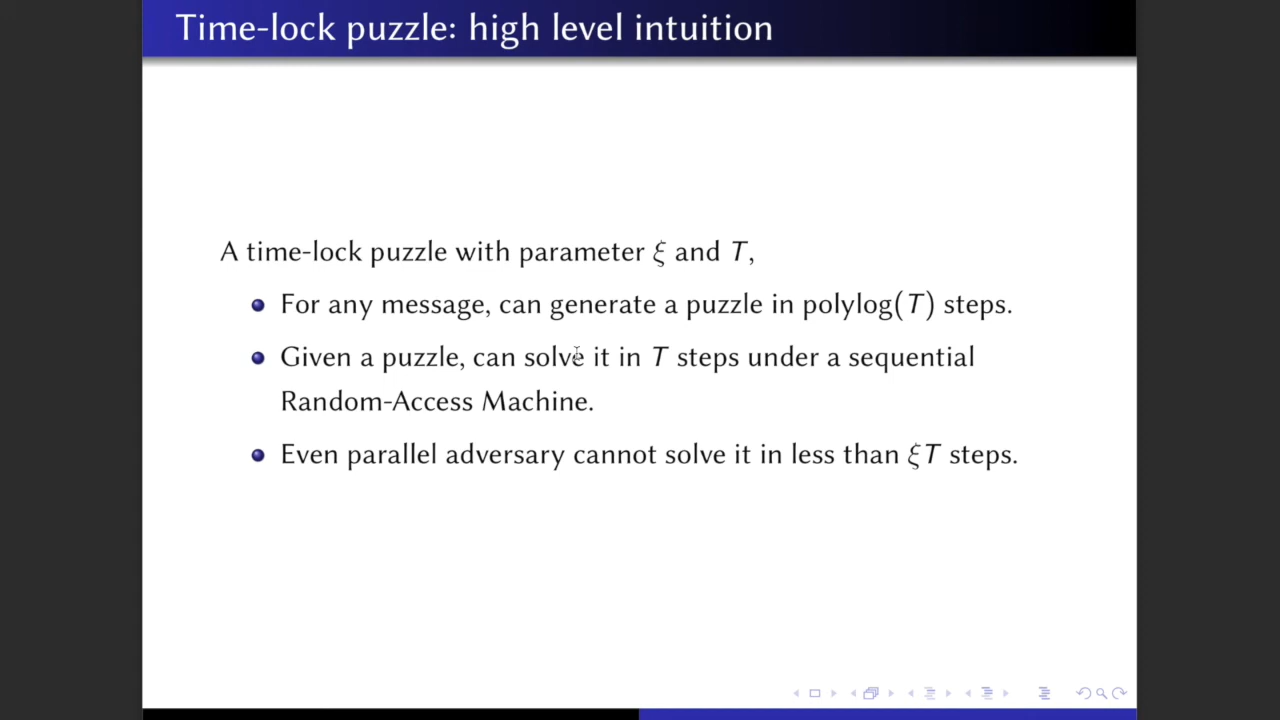 Time-lock puzzle: high level intuition
A time-lock puzzle with parameter ξ and T,
For any message, can generate a puzzle in polylog(T) steps.
Given a puzzle, can solve it in T steps under a sequential
Random-Access Machine.
Even parallel adversary cannot solve it in less than ξT steps.